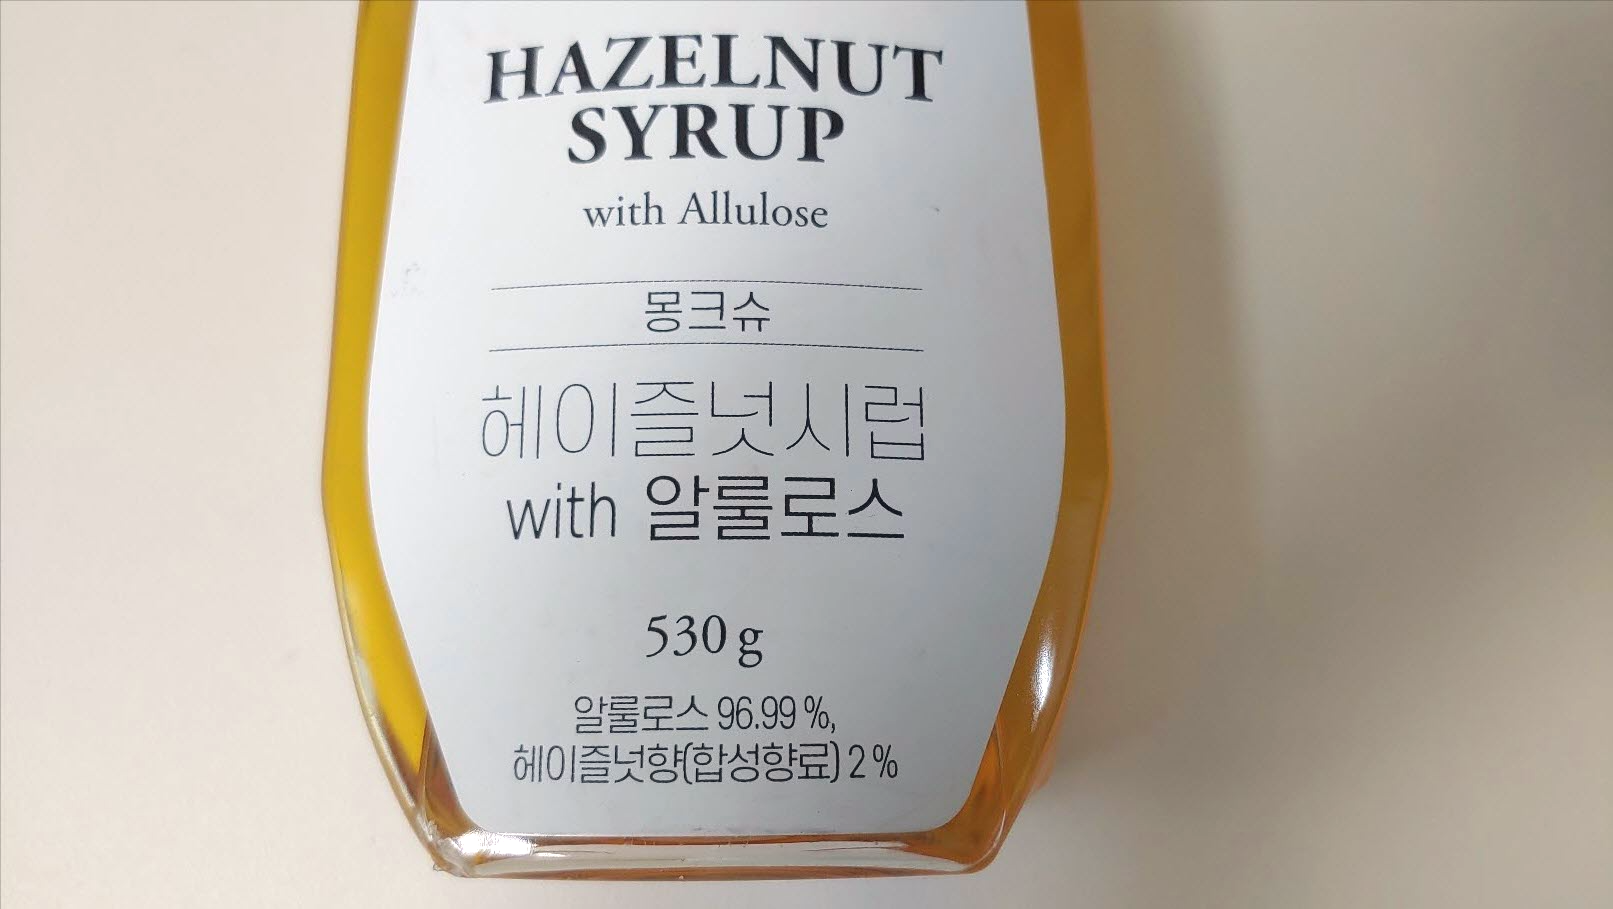 HAZELNUT
SYRUP
with Allulose
몽크슈
헤이즐넛시럽
with 알룰로스
530 g
알룰로스 96.99 %,
헤이즐넛향(합성향료) 2 %